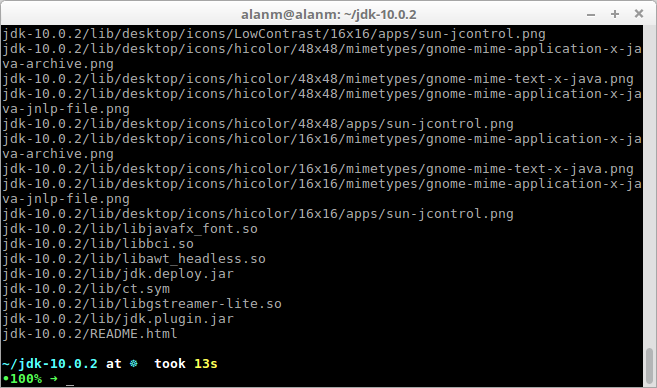 alanm@alanm: ~/jdk-10.0.2
jdk-10.0.2/lib/desktop/icons/LowContrast/16x16/apps/sun-jcontrol.png
jdk-10.0.2/lib/desktop/icons/hicolor/48x48/mimetypes/gnome-mime-application-x-ja
va-archive.png
jdk-10.0.2/lib/desktop/icons/hicolor/48x48/mimetypes/gnome-mime-text-x-java.png
jdk-10.0.2/lib/desktop/icons/hicolor/48x48/mimetypes/gnome-mime-application-x-ja
va-jnlp-file.png
jdk-10.0.2/lib/desktop/icons/hicolor/48x48/apps/sun-jcontrol.png
jdk-10.0.2/lib/desktop/icons/hicolor/16x16/mimetypes/gnome-mime-application-x-ja
va-archive.png
jdk-10.0.2/lib/desktop/icons/hicolor/16x16/mimetypes/gnome-mime-text-x-java.png
jdk-10.0.2/lib/desktop/icons/hicolor/16x16/mimetypes/gnome-mime-application-x-ja
va-jnlp-file.png
jdk-10.0.2/lib/desktop/icons/hicolor/16x16/apps/sun-jcontrol.png
jdk-10.0.2/lib/libjavafx_font.so
jdk-10.0.2/lib/libbci.so
jdk-10.0.2/lib/libawt_headless.so
jdk-10.0.2/lib/jdk.deploy.jar
jdk-10.0.2/lib/ct.sym
jdk-10.0.2/lib/libgstreamer-lite.so
jdk-10.0.2/lib/jdk.plugin.jar
jdk-10.0.2/README.html
~/jdk-10.0.2 at ☸ took 13s
•100% ➜ _